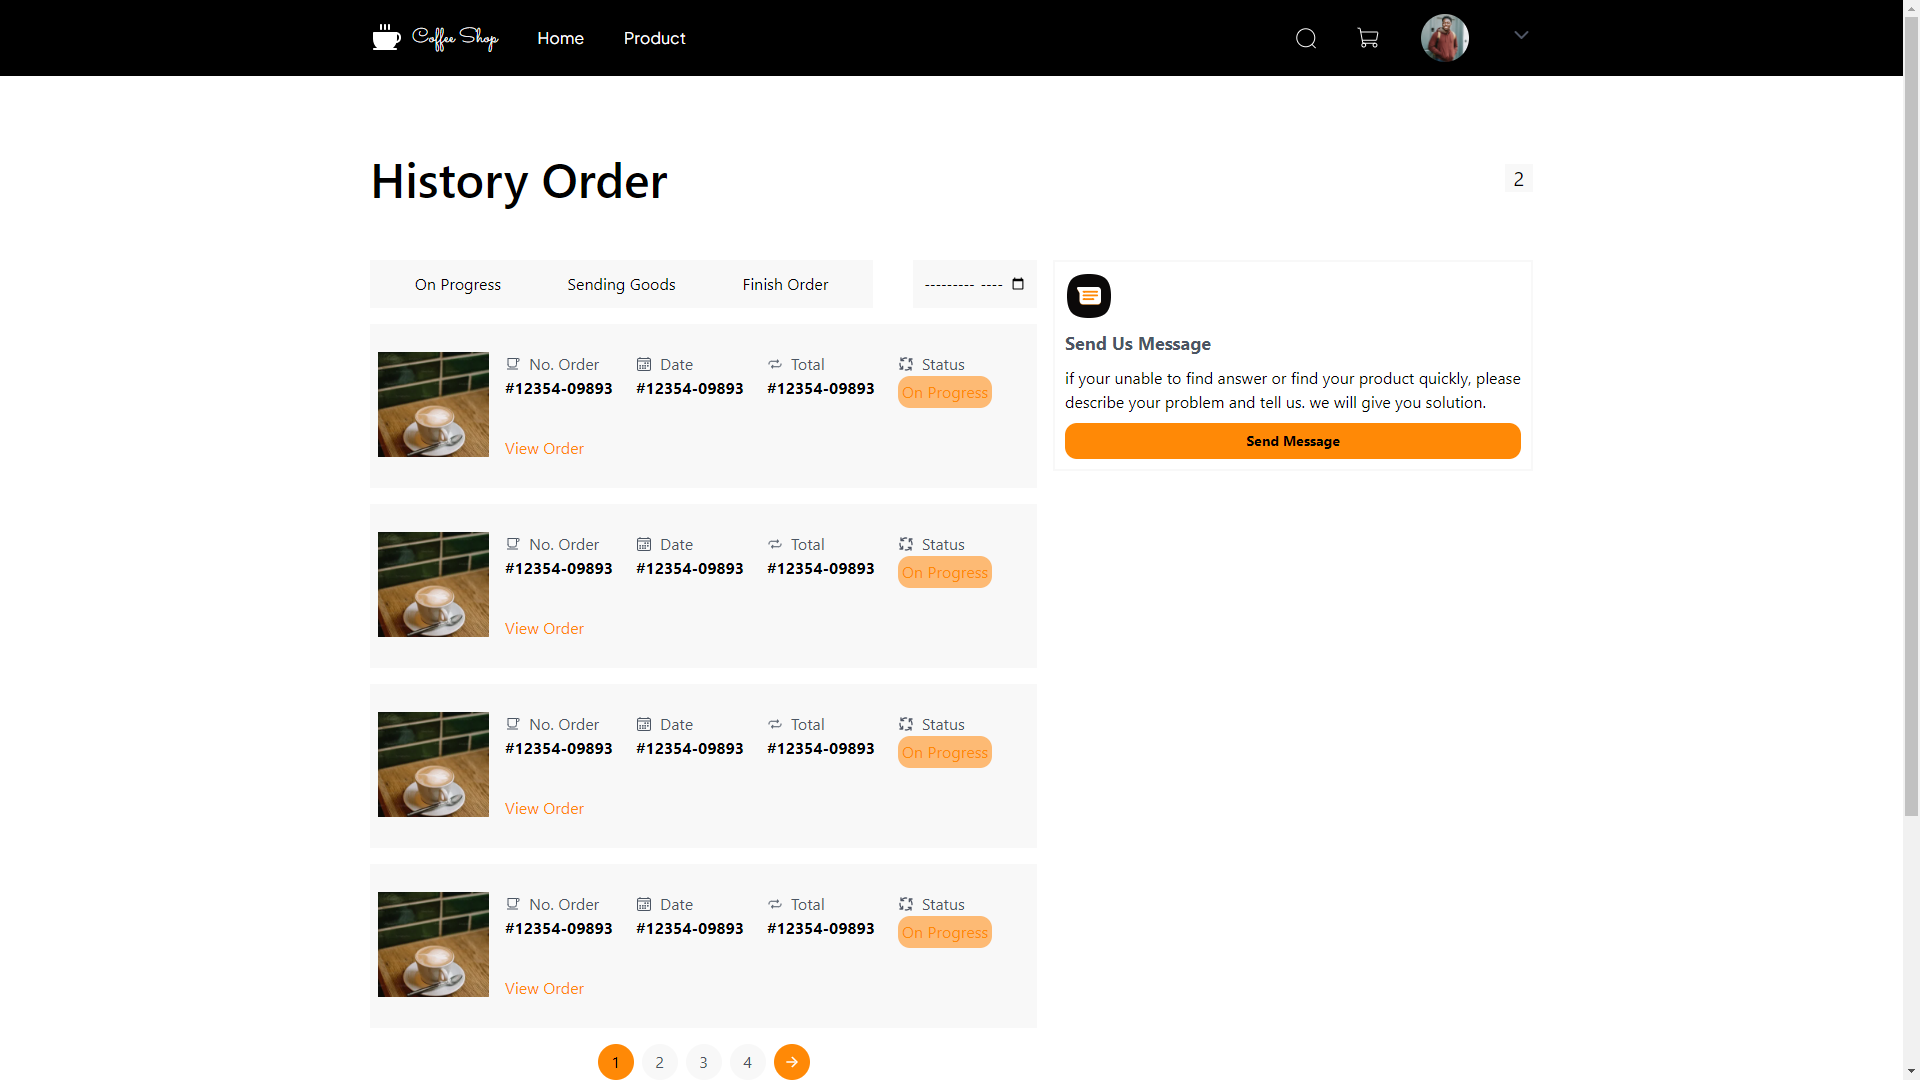 Coffee Shop
Home
Product
History Order
2
On Progress
Sending Goods
Finish Order
--------- ----
No. Order
Date
Total
Status
#12354-09893
#12354-09893
#12354-09893
On Progress
View Order
No. Order
Date
Total
Status
#12354-09893
#12354-09893
#12354-09893
On Progress
View Order
No. Order
Date
Total
Status
#12354-09893
#12354-09893
#12354-09893
On Progress
View Order
No. Order
Date
Total
Status
#12354-09893
#12354-09893
#12354-09893
On Progress
View Order
1
2
3
4
Send Us Message
if your unable to find answer or find your product quickly, please
describe your problem and tell us. we will give you solution.
Send Message